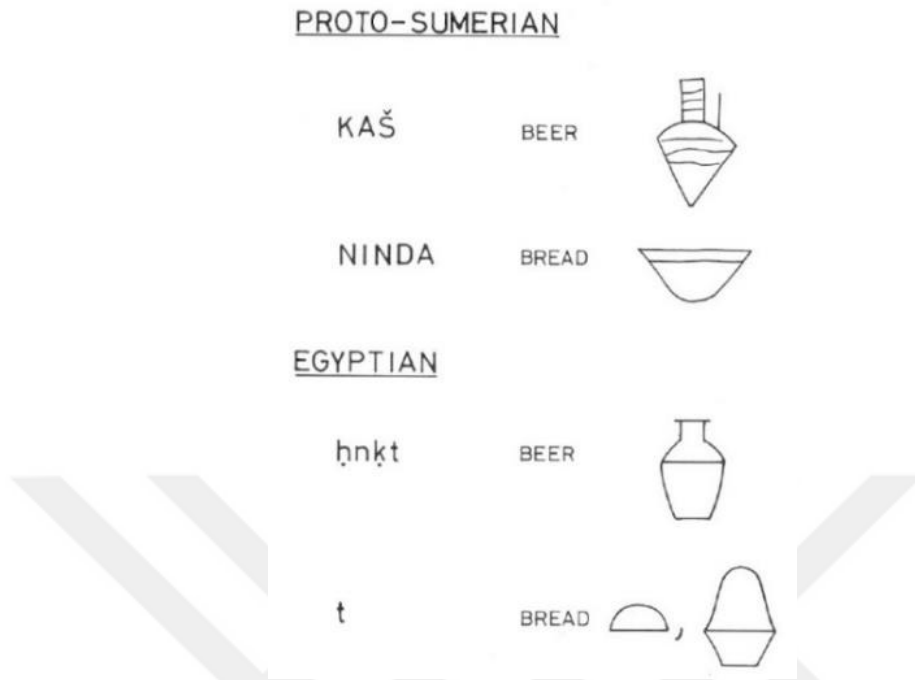 PROTO-SUMERIAN
KAŠ BEER
NINDA BREAD
EGYPTIAN
ḥnḳt BEER
t BREAD ,